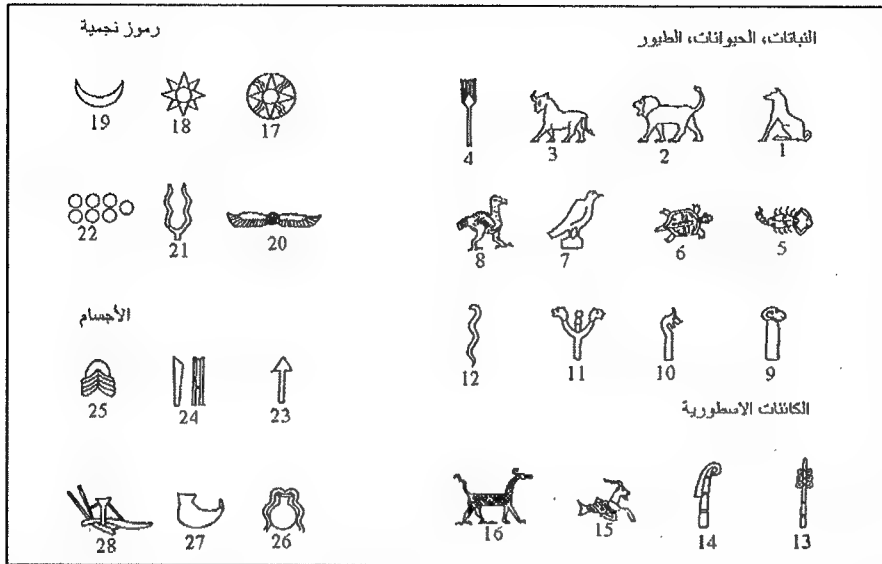 النباتات، الحيوانات، الطيور
1 2 3 4
5 6 7 8
9 10 11 12
الكائنات الاسطورية
13 14 15 16
رموز نجمية
17 18 19
20 21 22
الأجسام
23 24 25
26 27 28